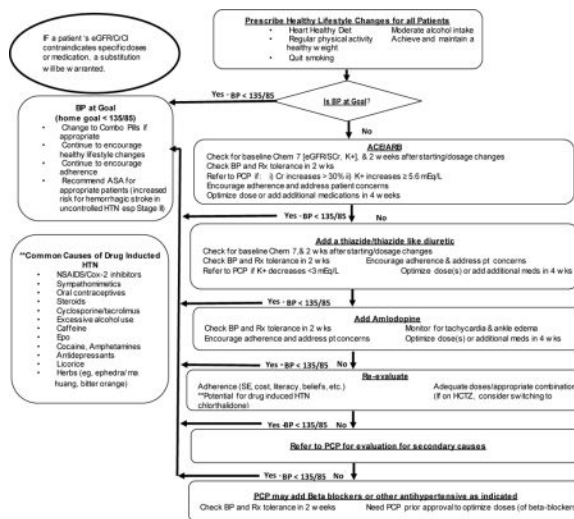 Prescribe Healthy Lifestyle Changes for all Patients
• Heart Healthy Diet Moderate alcohol intake
• Regular physical activity Achieve and maintain a
healthy weight
• Quit smoking
IF a patient's eGFR/CrCl
contraindicates specific doses
or medication, a substitution
will be warranted.
Yes - BP < 135/85
Is BP at Goal?
No
BP at Goal
(home goal < 135/85)
• Change to Combo Pills if
appropriate
• Continue to encourage
healthy lifestyle changes
• Continue to encourage
adherence
• Recommend ASA for
appropriate patients (increased
risk for hemorrhagic stroke in
uncontrolled HTN esp Stage II)
ACE/ARB
Check for baseline Chem 7 [eGFR/SCr, K+], & 2 weeks after starting/dosage changes
Check BP and Rx tolerance in 2 wks
Refer to PCP if: i) Cr increases > 30% ii) K+ increases ≥ 5.6 mEq/L
Encourage adherence and address patient concerns
Optimize dose or add additional medications in 4 weeks
Yes - BP < 135/85 No
Add a thiazide/thiazide like diuretic
Check for baseline Chem 7, & 2 wks after starting/dosage changes
Check BP and Rx tolerance in 2 wks Encourage adherence & address pt concerns
Refer to PCP if K+ decreases <3 mEq/L Optimize dose(s) or add additional meds in 4 wks
**Common Causes of Drug Induced
HTN
• NSAIDS/Cox-2 inhibitors
• Sympathomimetics
• Oral contraceptives
• Steroids
• Cyclosporine/tacrolimus
• Excessive alcohol use
• Caffeine
• Epo
• Cocaine, Amphetamines
• Antidepressants
• Licorice
• Herbs (eg, ephedra/ma
huang, bitter orange)
Yes - BP < 135/85 No
Add Amlodipine
Check BP and Rx tolerance in 2 wks Monitor for tachycardia & ankle edema
Encourage adherence and address pt concerns Optimize dose(s) or additional meds in 4 wks
Yes - BP < 135/85 No
Re-evaluate
Adherence (SE, cost, literacy, beliefs, etc.) Adequate doses/appropriate combination
**Potential for drug induced HTN (If on HCTZ, consider switching to
chlorthalidone)
Yes - BP < 135/85 No
Refer to PCP for evaluation for secondary causes
Yes - BP < 135/85 No
PCP may add Beta blockers or other antihypertensive as indicated
Check BP and Rx tolerance in 2 weeks Need PCP prior approval to optimize doses (of beta-blockers